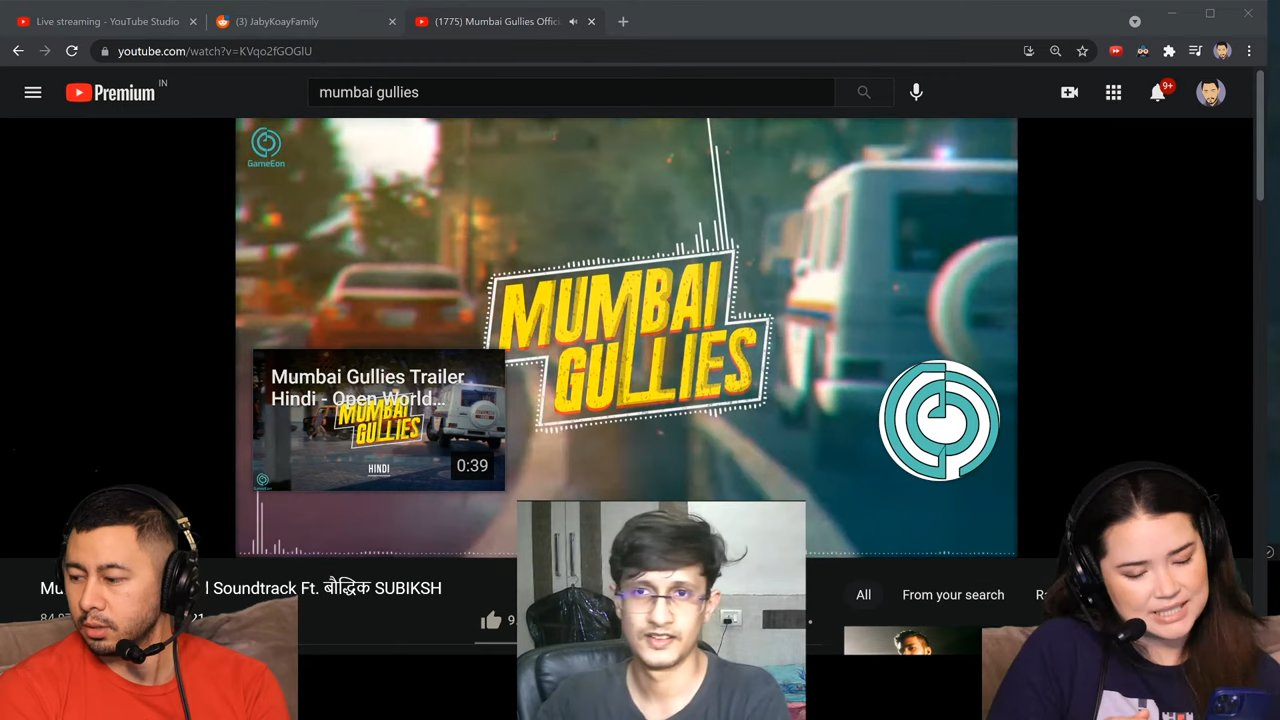 Live streaming - YouTube Studio
(3) JabyKoayFamily
(1775) Mumbai Gullies Offici
youtube.com/watch?v=KVqo2fGOGlU
Premium IN
mumbai gullies
9+
GameEon
MUMBAI
GULLIES
Mumbai Gullies Trailer
Hindi - Open World...
MUMBAI
GULLIES
HINDI
0:39
GameEon
Mu
l Soundtrack Ft. बौद्धिक SUBIKSH
All
From your search